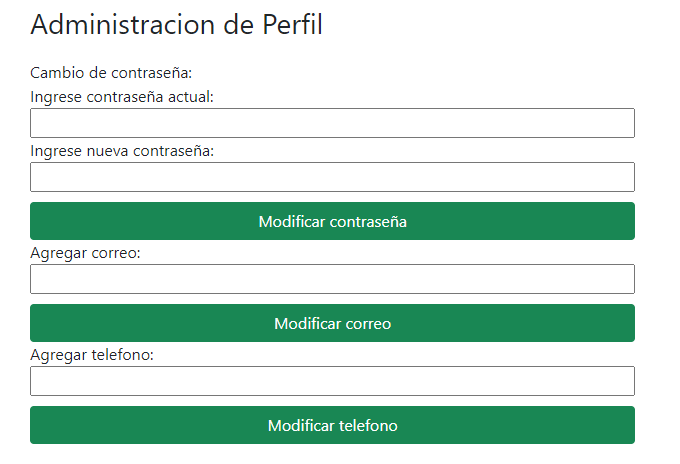 Administracion de Perfil
Cambio de contraseña:
Ingrese contraseña actual:
Ingrese nueva contraseña:
Modificar contraseña
Agregar correo:
Modificar correo
Agregar telefono:
Modificar telefono